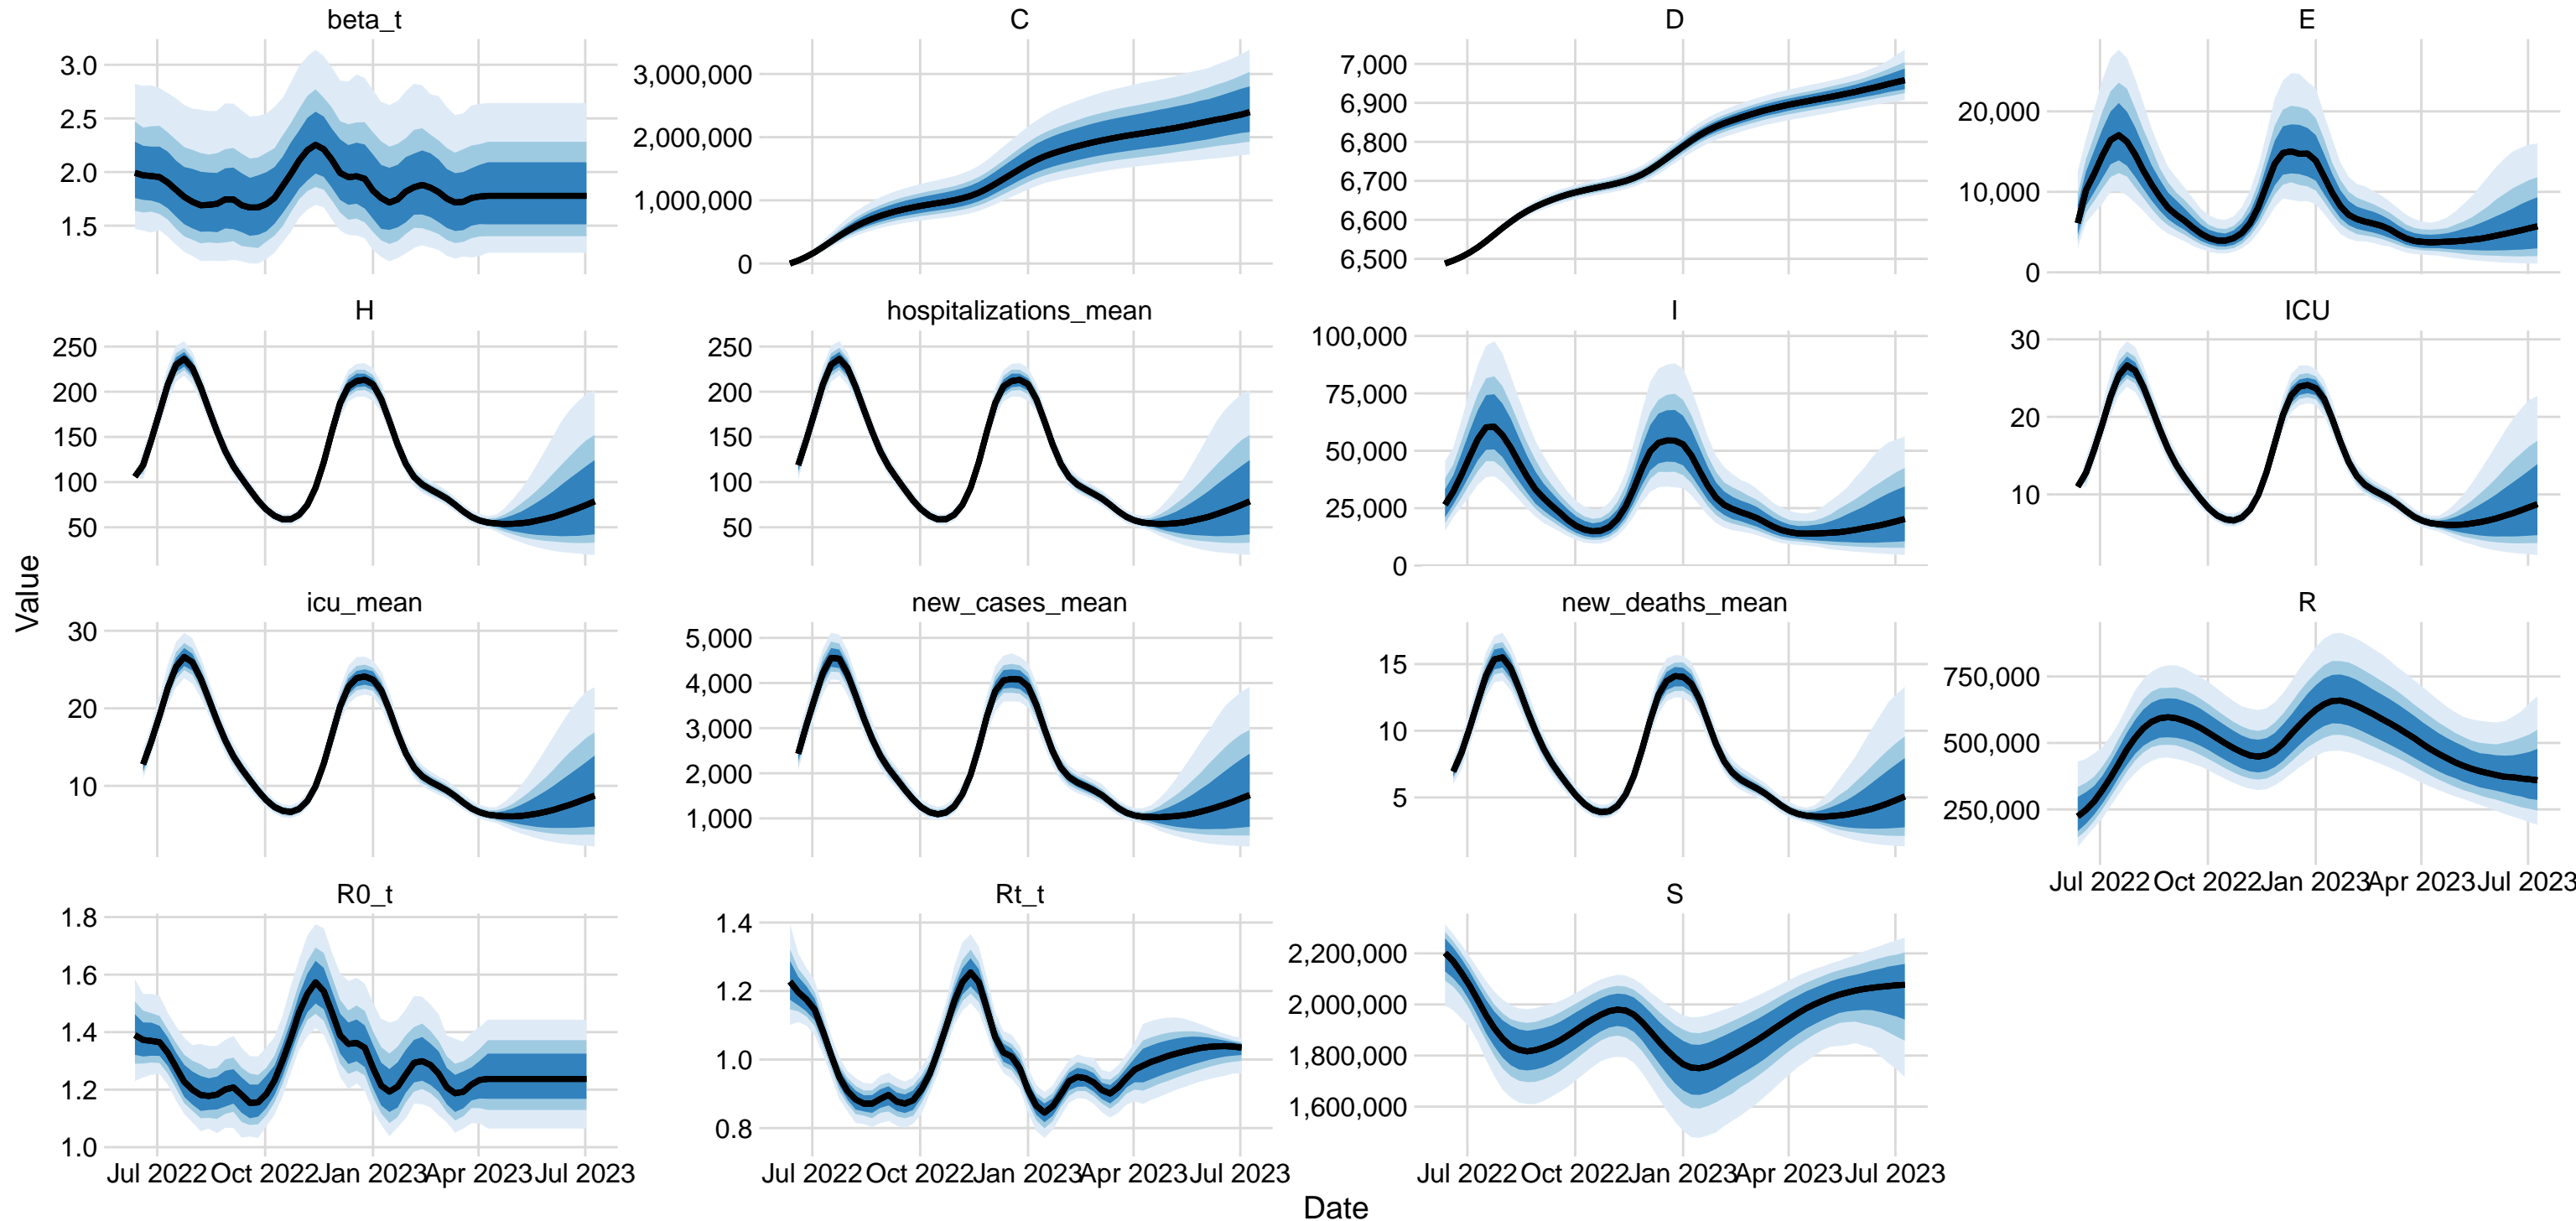 beta_t
C
D
E
3.0
2.5
2.0
1.5
3,000,000
2,000,000
1,000,000
0
7,000
6,900
6,800
6,700
6,600
6,500
20,000
10,000
0
H
hospitalizations_mean
I
ICU
250
200
150
100
50
250
200
150
100
50
100,000
75,000
50,000
25,000
0
30
20
10
Value
icu_mean
new_cases_mean
new_deaths_mean
R
30
20
10
5,000
4,000
3,000
2,000
1,000
15
10
5
750,000
500,000
250,000
Jul 2022 Oct 2022 Jan 2023 Apr 2023 Jul 2023
R0_t
Rt_t
S
1.8
1.6
1.4
1.2
1.0
1.4
1.2
1.0
0.8
2,200,000
2,000,000
1,800,000
1,600,000
Jul 2022 Oct 2022 Jan 2023 Apr 2023 Jul 2023
Jul 2022 Oct 2022 Jan 2023 Apr 2023 Jul 2023
Jul 2022 Oct 2022 Jan 2023 Apr 2023 Jul 2023
Date